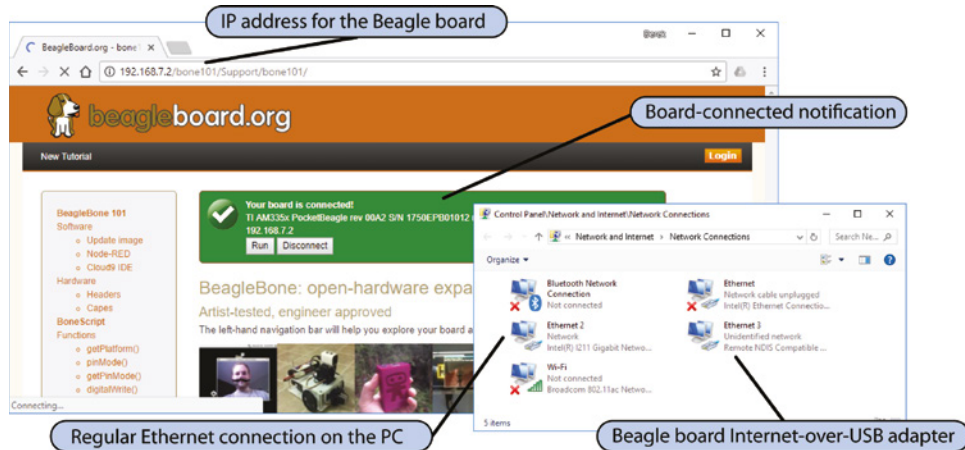 IP address for the Beagle board
BeagleBoard.org - bone1
192.168.7.2/bone101/Support/bone101/
beagleboard.org
Board-connected notification
New Tutorial
Login
BeagleBone 101
Software
Update image
Node-RED
Cloud9 IDE
Hardware
Headers
Capes
BoneScript
Functions
getPlatform()
pinMode()
getPinMode()
digitalWrite()
Connecting...
Your board is connected!
TI AM335x PocketBeagle rev 00A2 S/N 1750EPB01012
192.168.7.2
Run Disconnect
BeagleBone: open-hardware expa
Artist-tested, engineer approved
The left-hand navigation bar will help you explore your board a
Control Panel\Network and Internet\Network Connections
« Network and Internet > Network Connections
Search Ne...
Organize
Bluetooth Network
Connection
Not connected
Ethernet
Network cable unplugged
Intel(R) Ethernet Connectio...
Ethernet 2
Network
Intel(R) I211 Gigabit Netwo...
Ethernet 3
Unidentified network
Remote NDIS Compatible ...
Wi-Fi
Not connected
Broadcom 802.11ac Netwo...
5 items
Regular Ethernet connection on the PC
Beagle board Internet-over-USB adapter